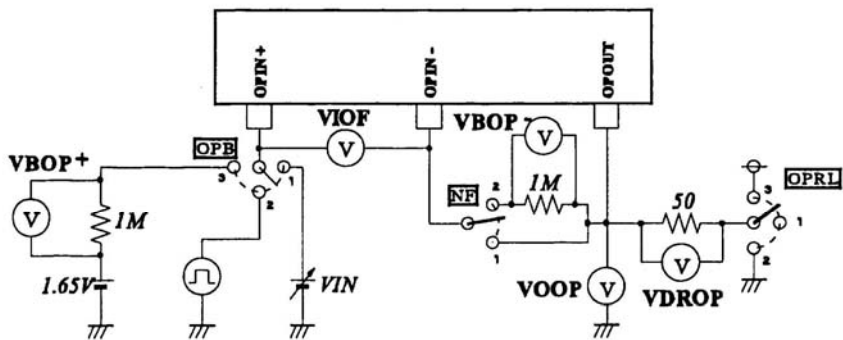 OPIN+
OPIN-
OPOUT
VIOF
VBOP-
VBOP+
OPB
3
1
2
NF
2
1
1M
50
OPRL
3
1
2
V
V
V
V
V
1M
1.65V
VIN
VOOP
VDROP